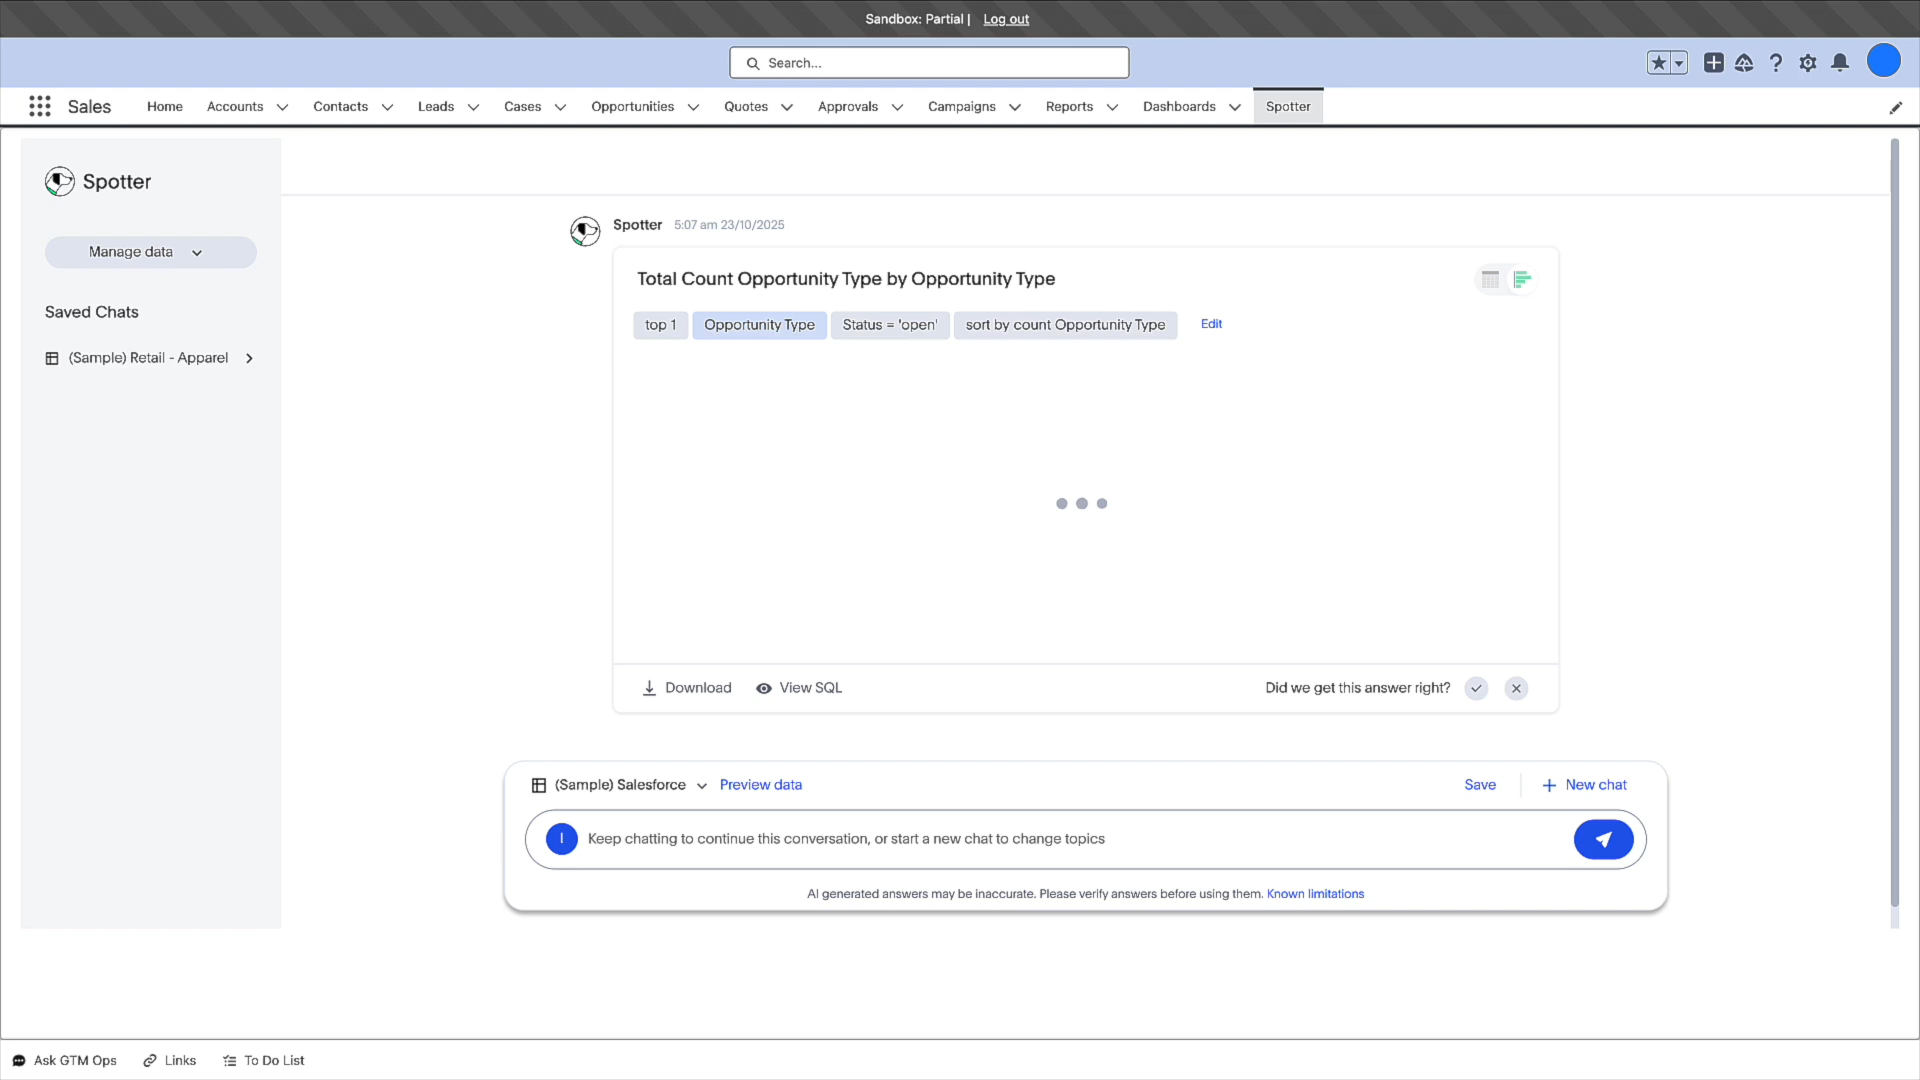 Sandbox: Partial | Log out
Search...
Sales Home Accounts Contacts Leads Cases Opportunities Quotes Approvals Campaigns Reports Dashboards Spotter
Spotter
Manage data
Saved Chats
(Sample) Retail - Apparel
Spotter 5:07 am 23/10/2025
Total Count Opportunity Type by Opportunity Type
top 1 Opportunity Type Status = 'open' sort by count Opportunity Type Edit
Download View SQL Did we get this answer right?
(Sample) Salesforce Preview data Save New chat
I Keep chatting to continue this conversation, or start a new chat to change topics
AI generated answers may be inaccurate. Please verify answers before using them. Known limitations
Ask GTM Ops Links To Do List